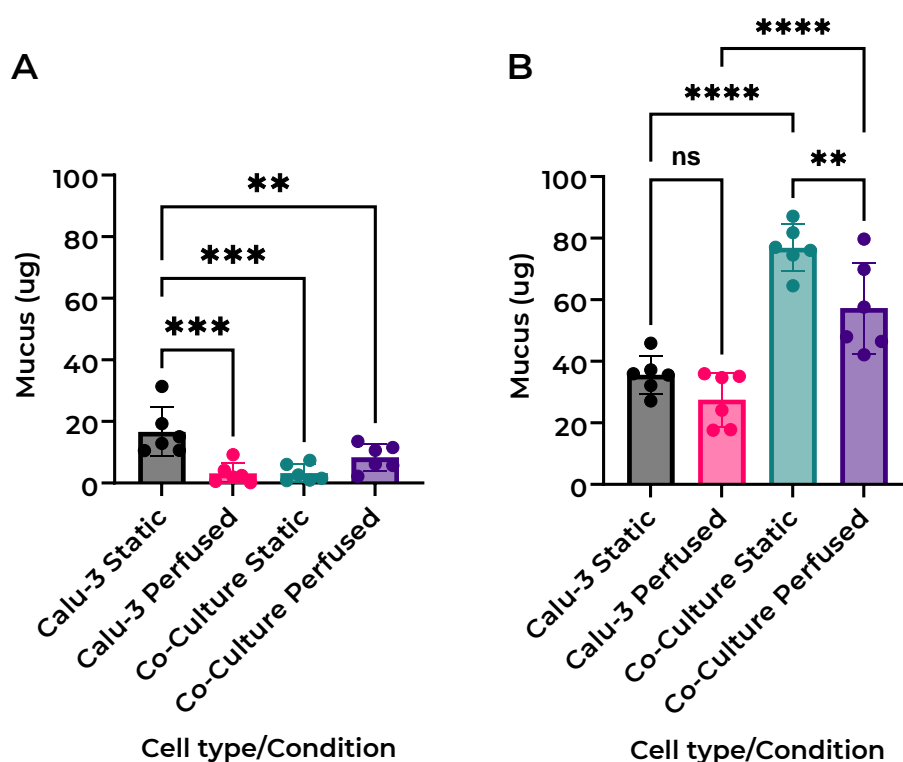 A
**
***
***
100
80
60
40
20
0
Mucus (ug)
Calu-3 Static
Calu-3 Perfused
Co-Culture Static
Co-Culture Perfused
Cell type/Condition
B
****
****
ns
**
100
80
60
40
20
0
Mucus (ug)
Calu-3 Static
Calu-3 Perfused
Co-Culture Static
Co-Culture Perfused
Cell type/Condition